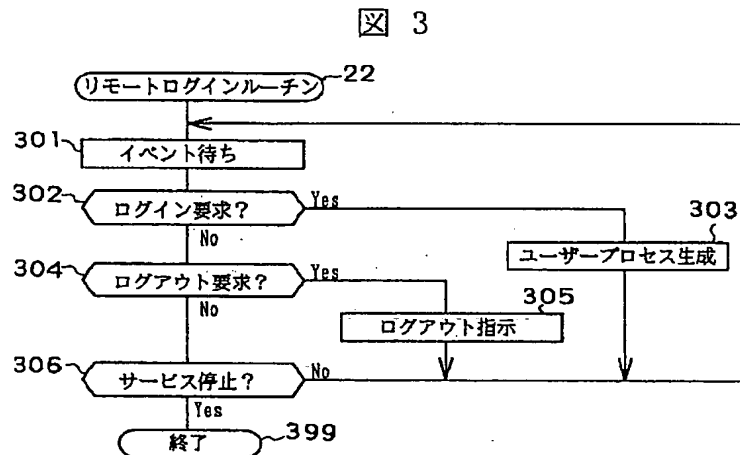 図 3
リモートログインルーチン 22
301 イベント待ち
302 ログイン要求? Yes
No
303
ユーザープロセス生成
304 ログアウト要求? Yes
No
305
ログアウト指示
306 サービス停止? No
Yes
終了 399